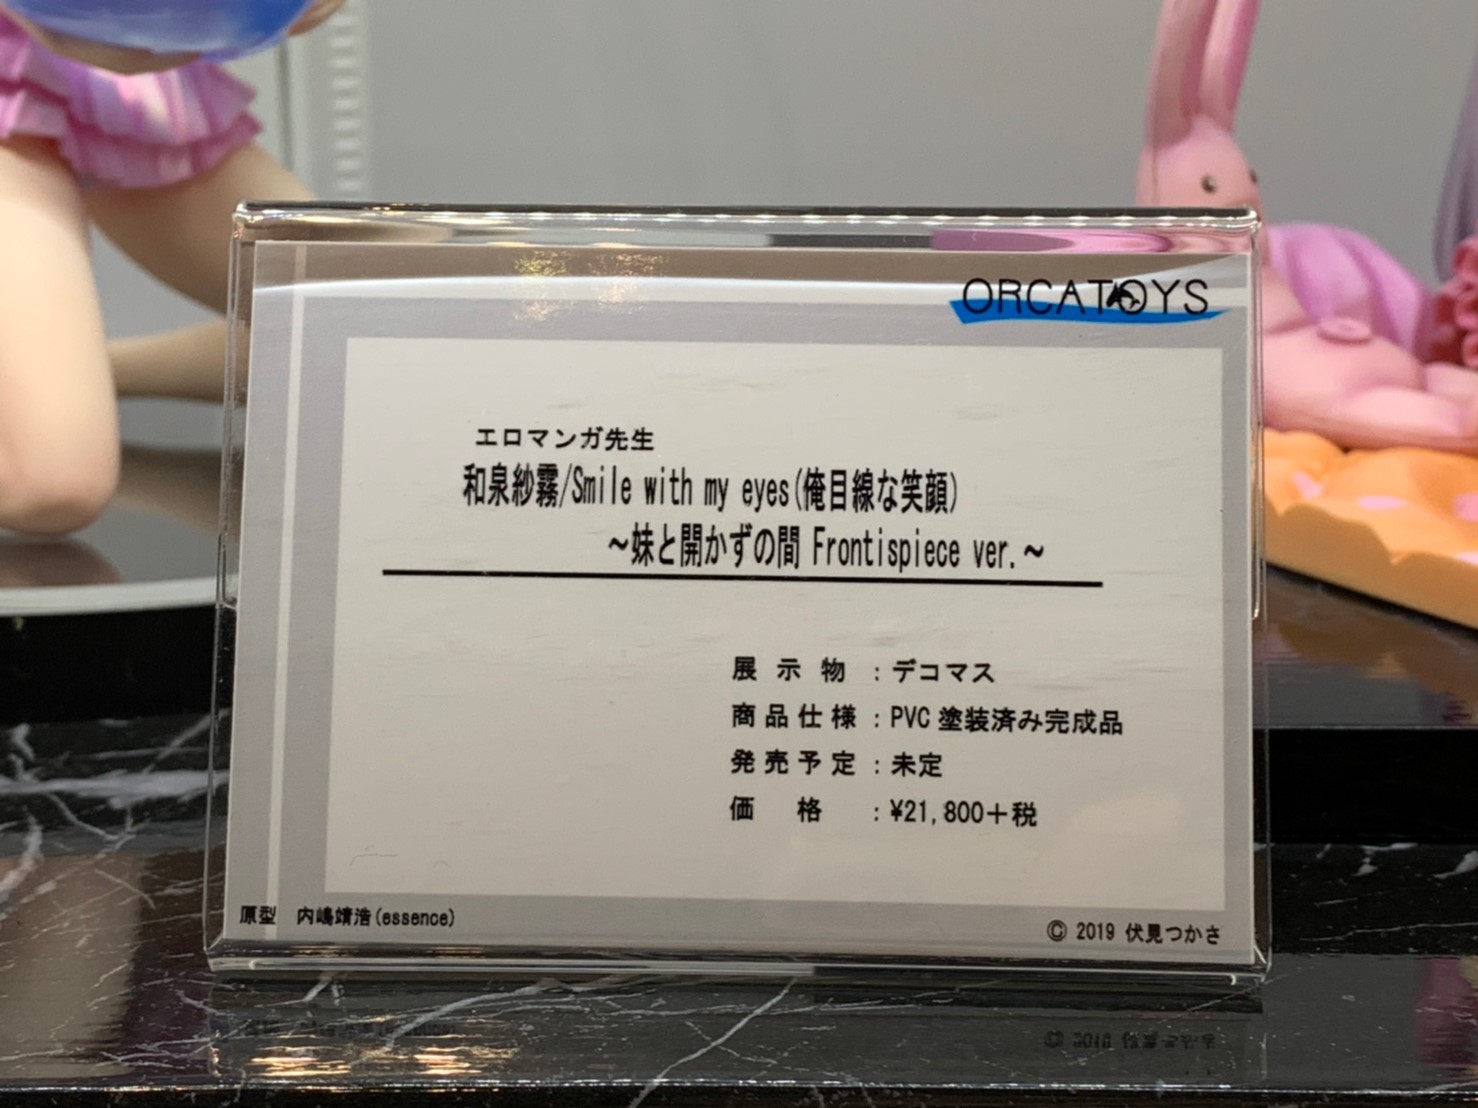 ORCATOYS
エロマンガ先生
和泉紗霧/Smile with my eyes(俺目線な笑顔)
～妹と開かずの間 Frontispiece ver.～
展示物 : デコマス
商品仕様 : PVC塗装済み完成品
発売予定 : 未定
価格 : ¥21,800＋税
原型 内嶋靖浩(essence)
© 2019 伏見つかさ